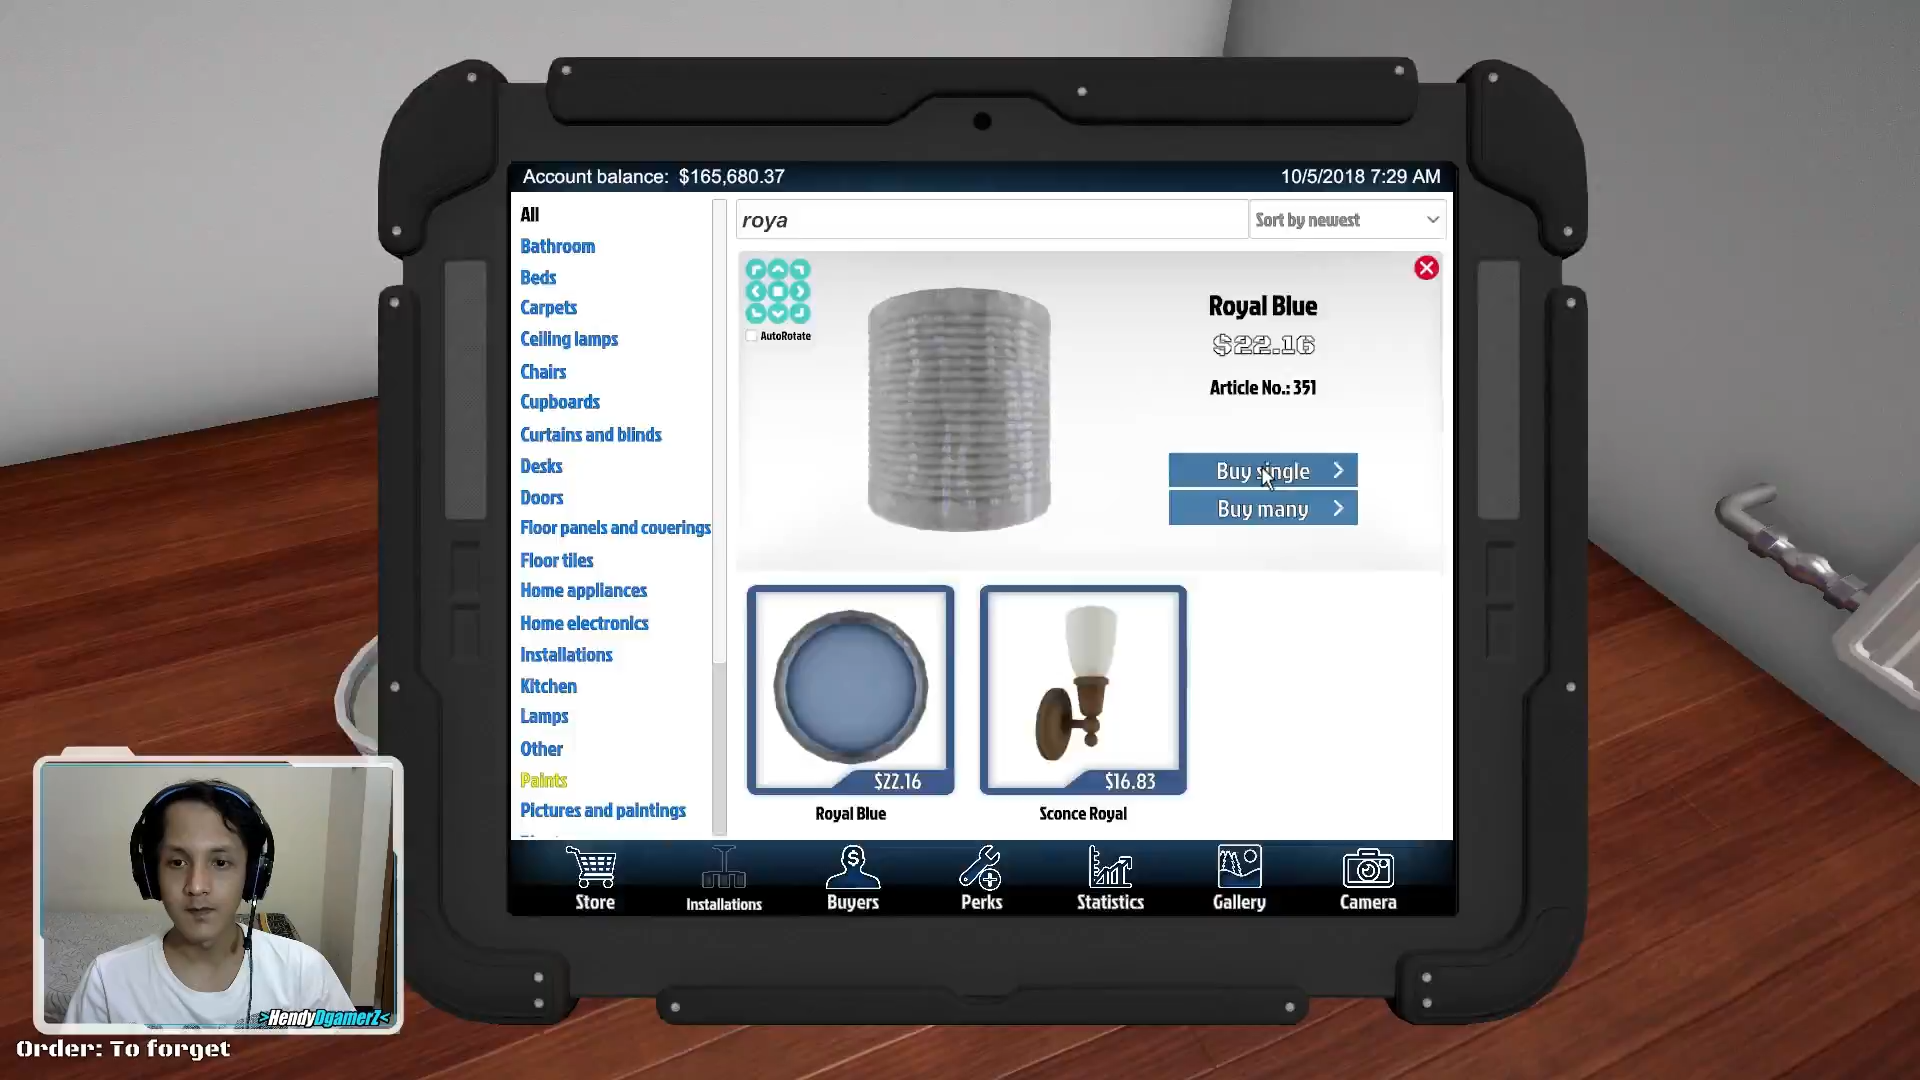 Account balance: $165,680.37
10/5/2018 7:29 AM
All
Bathroom
Beds
Carpets
Ceiling lamps
Chairs
Cupboards
Curtains and blinds
Desks
Doors
Floor panels and coverings
Floor tiles
Home appliances
Home electronics
Installations
Kitchen
Lamps
Other
Paints
Pictures and paintings
roya
Sort by newest
AutoRotate
Royal Blue
$22.16
Article No.: 351
Buy single
Buy many
$22.16
Royal Blue
$16.83
Sconce Royal
Store
Installations
Buyers
Perks
Statistics
Gallery
Camera
>HendyDgamerZ<
Order: To forget